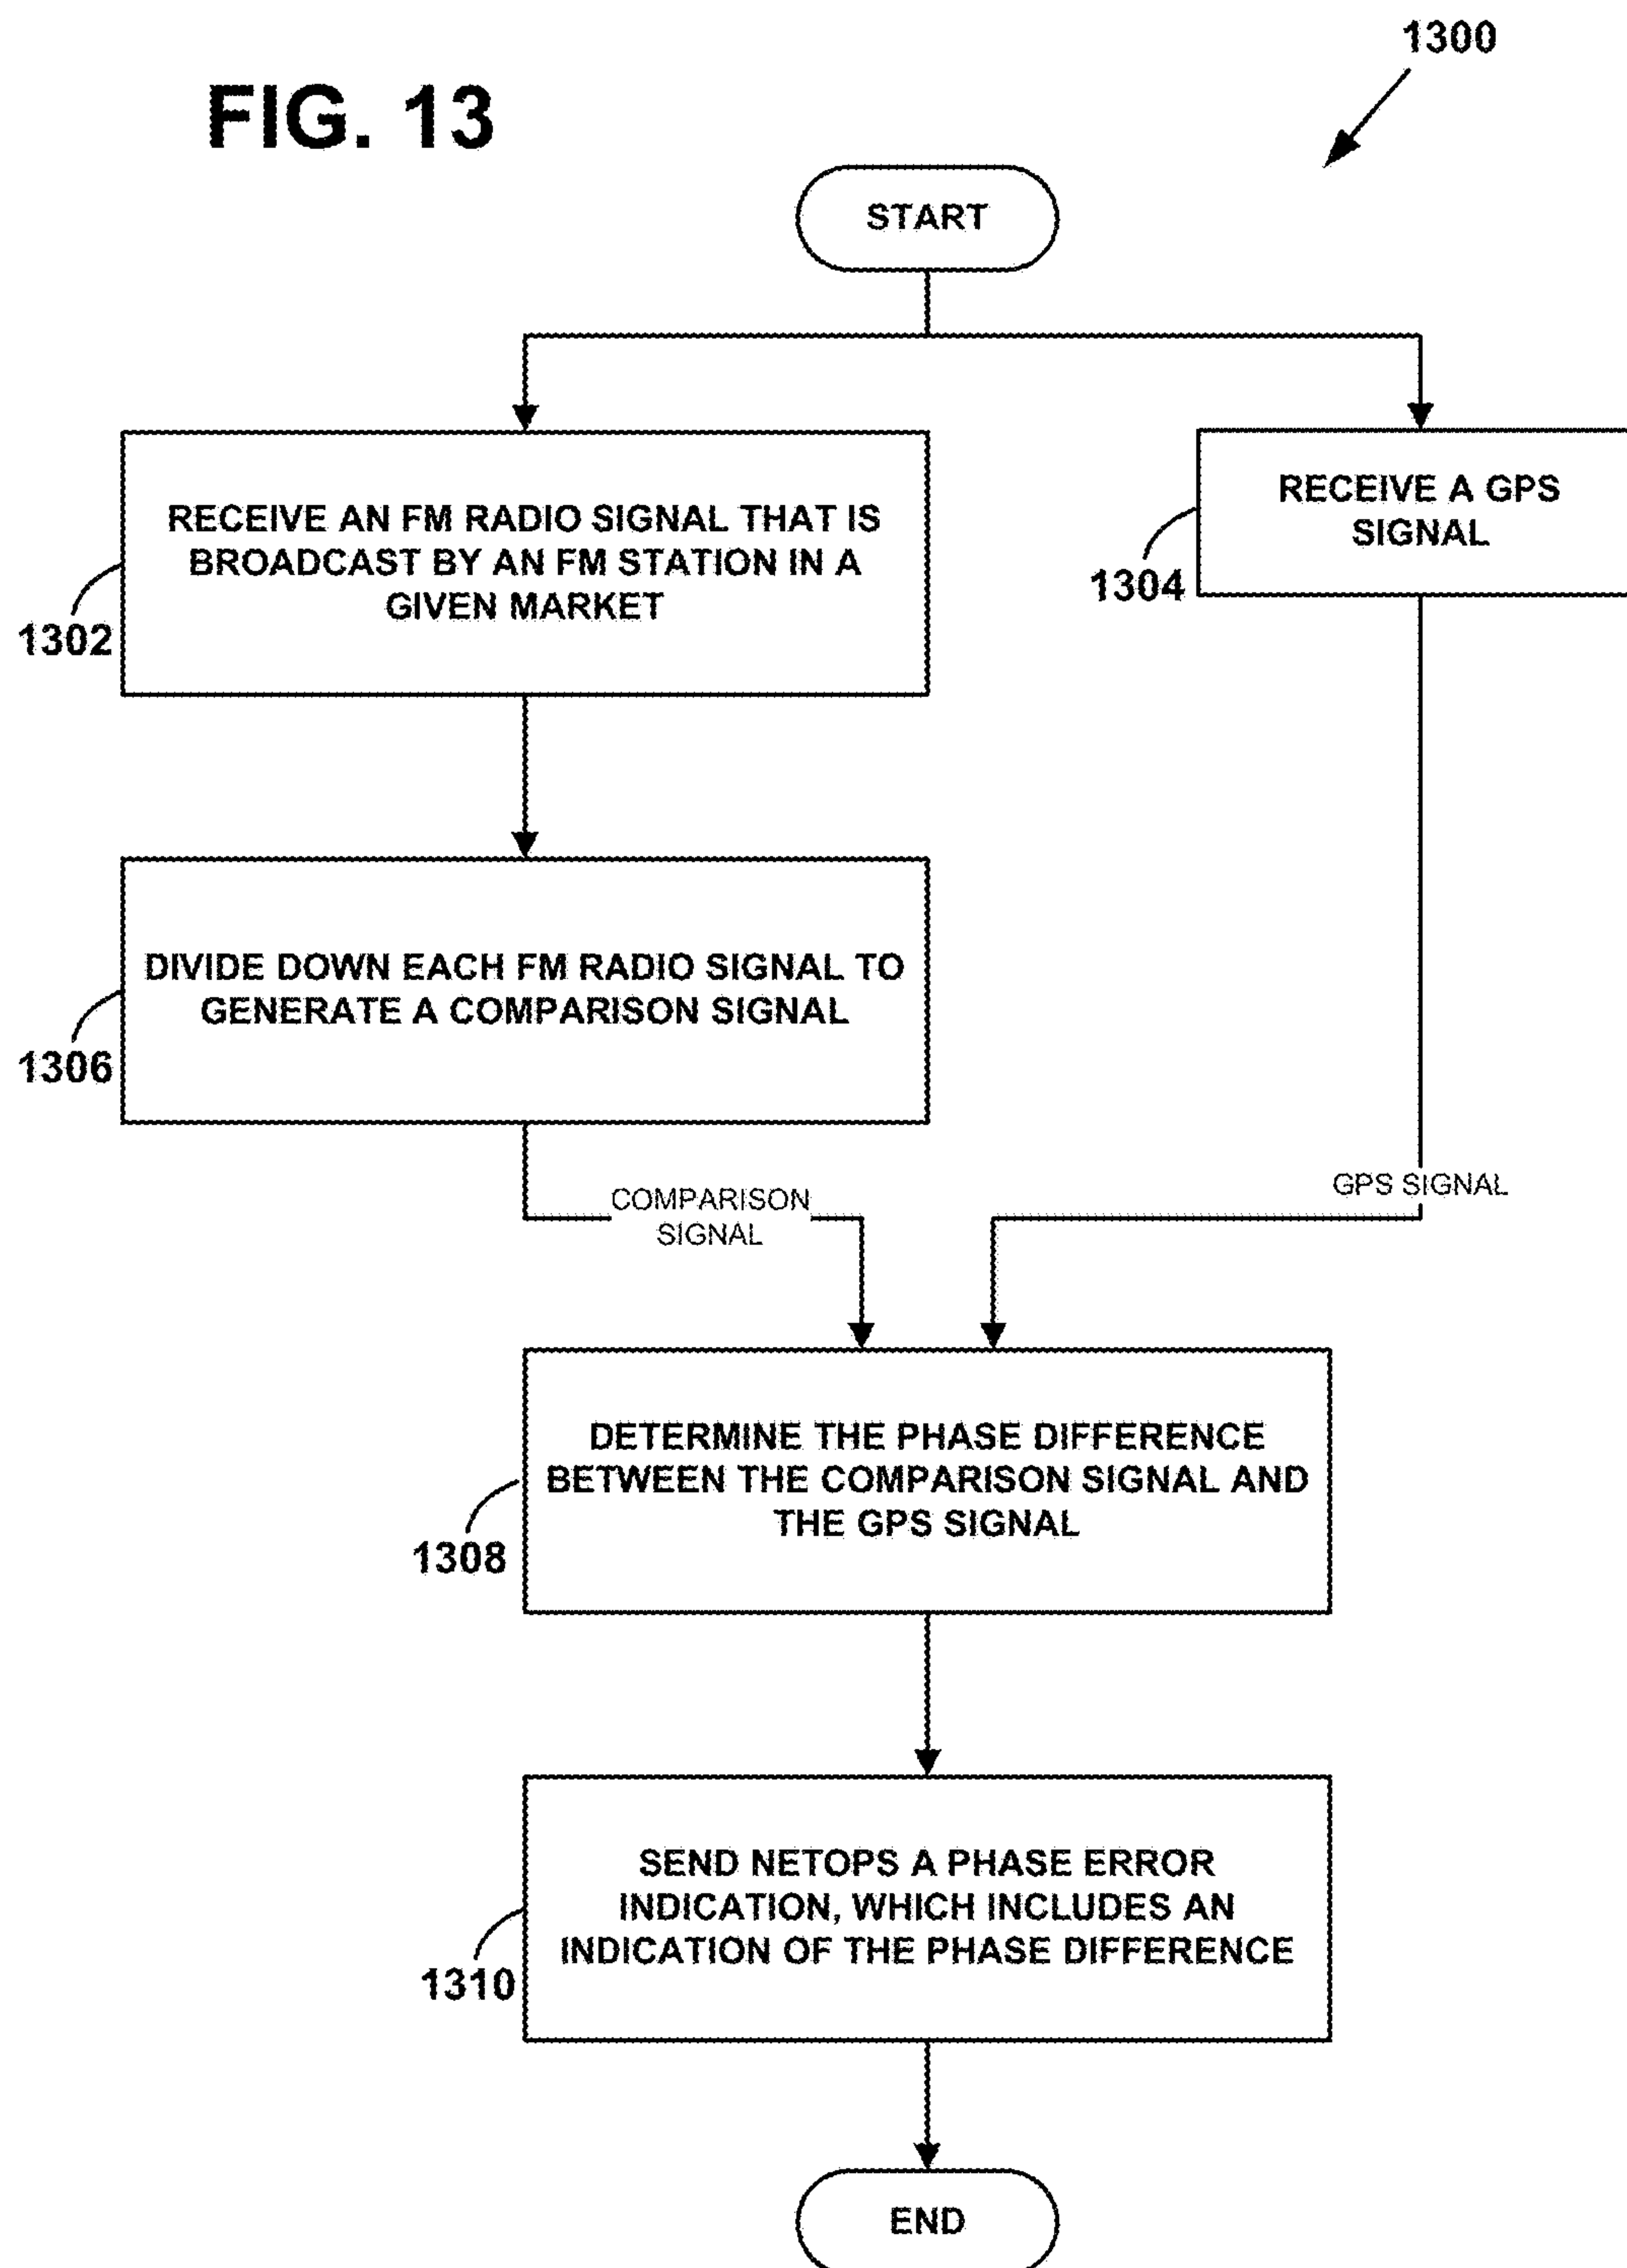 1300
FIG. 13
START
RECEIVE AN FM RADIO SIGNAL THAT IS
BROADCAST BY AN FM STATION IN A
GIVEN MARKET
1302
RECEIVE A GPS
SIGNAL
1304
DIVIDE DOWN EACH FM RADIO SIGNAL TO
GENERATE A COMPARISON SIGNAL
1306
COMPARISON
SIGNAL
GPS SIGNAL
DETERMINE THE PHASE DIFFERENCE
BETWEEN THE COMPARISON SIGNAL AND
THE GPS SIGNAL
1308
SEND NETOPS A PHASE ERROR
INDICATION, WHICH INCLUDES AN
INDICATION OF THE PHASE DIFFERENCE
1310
END